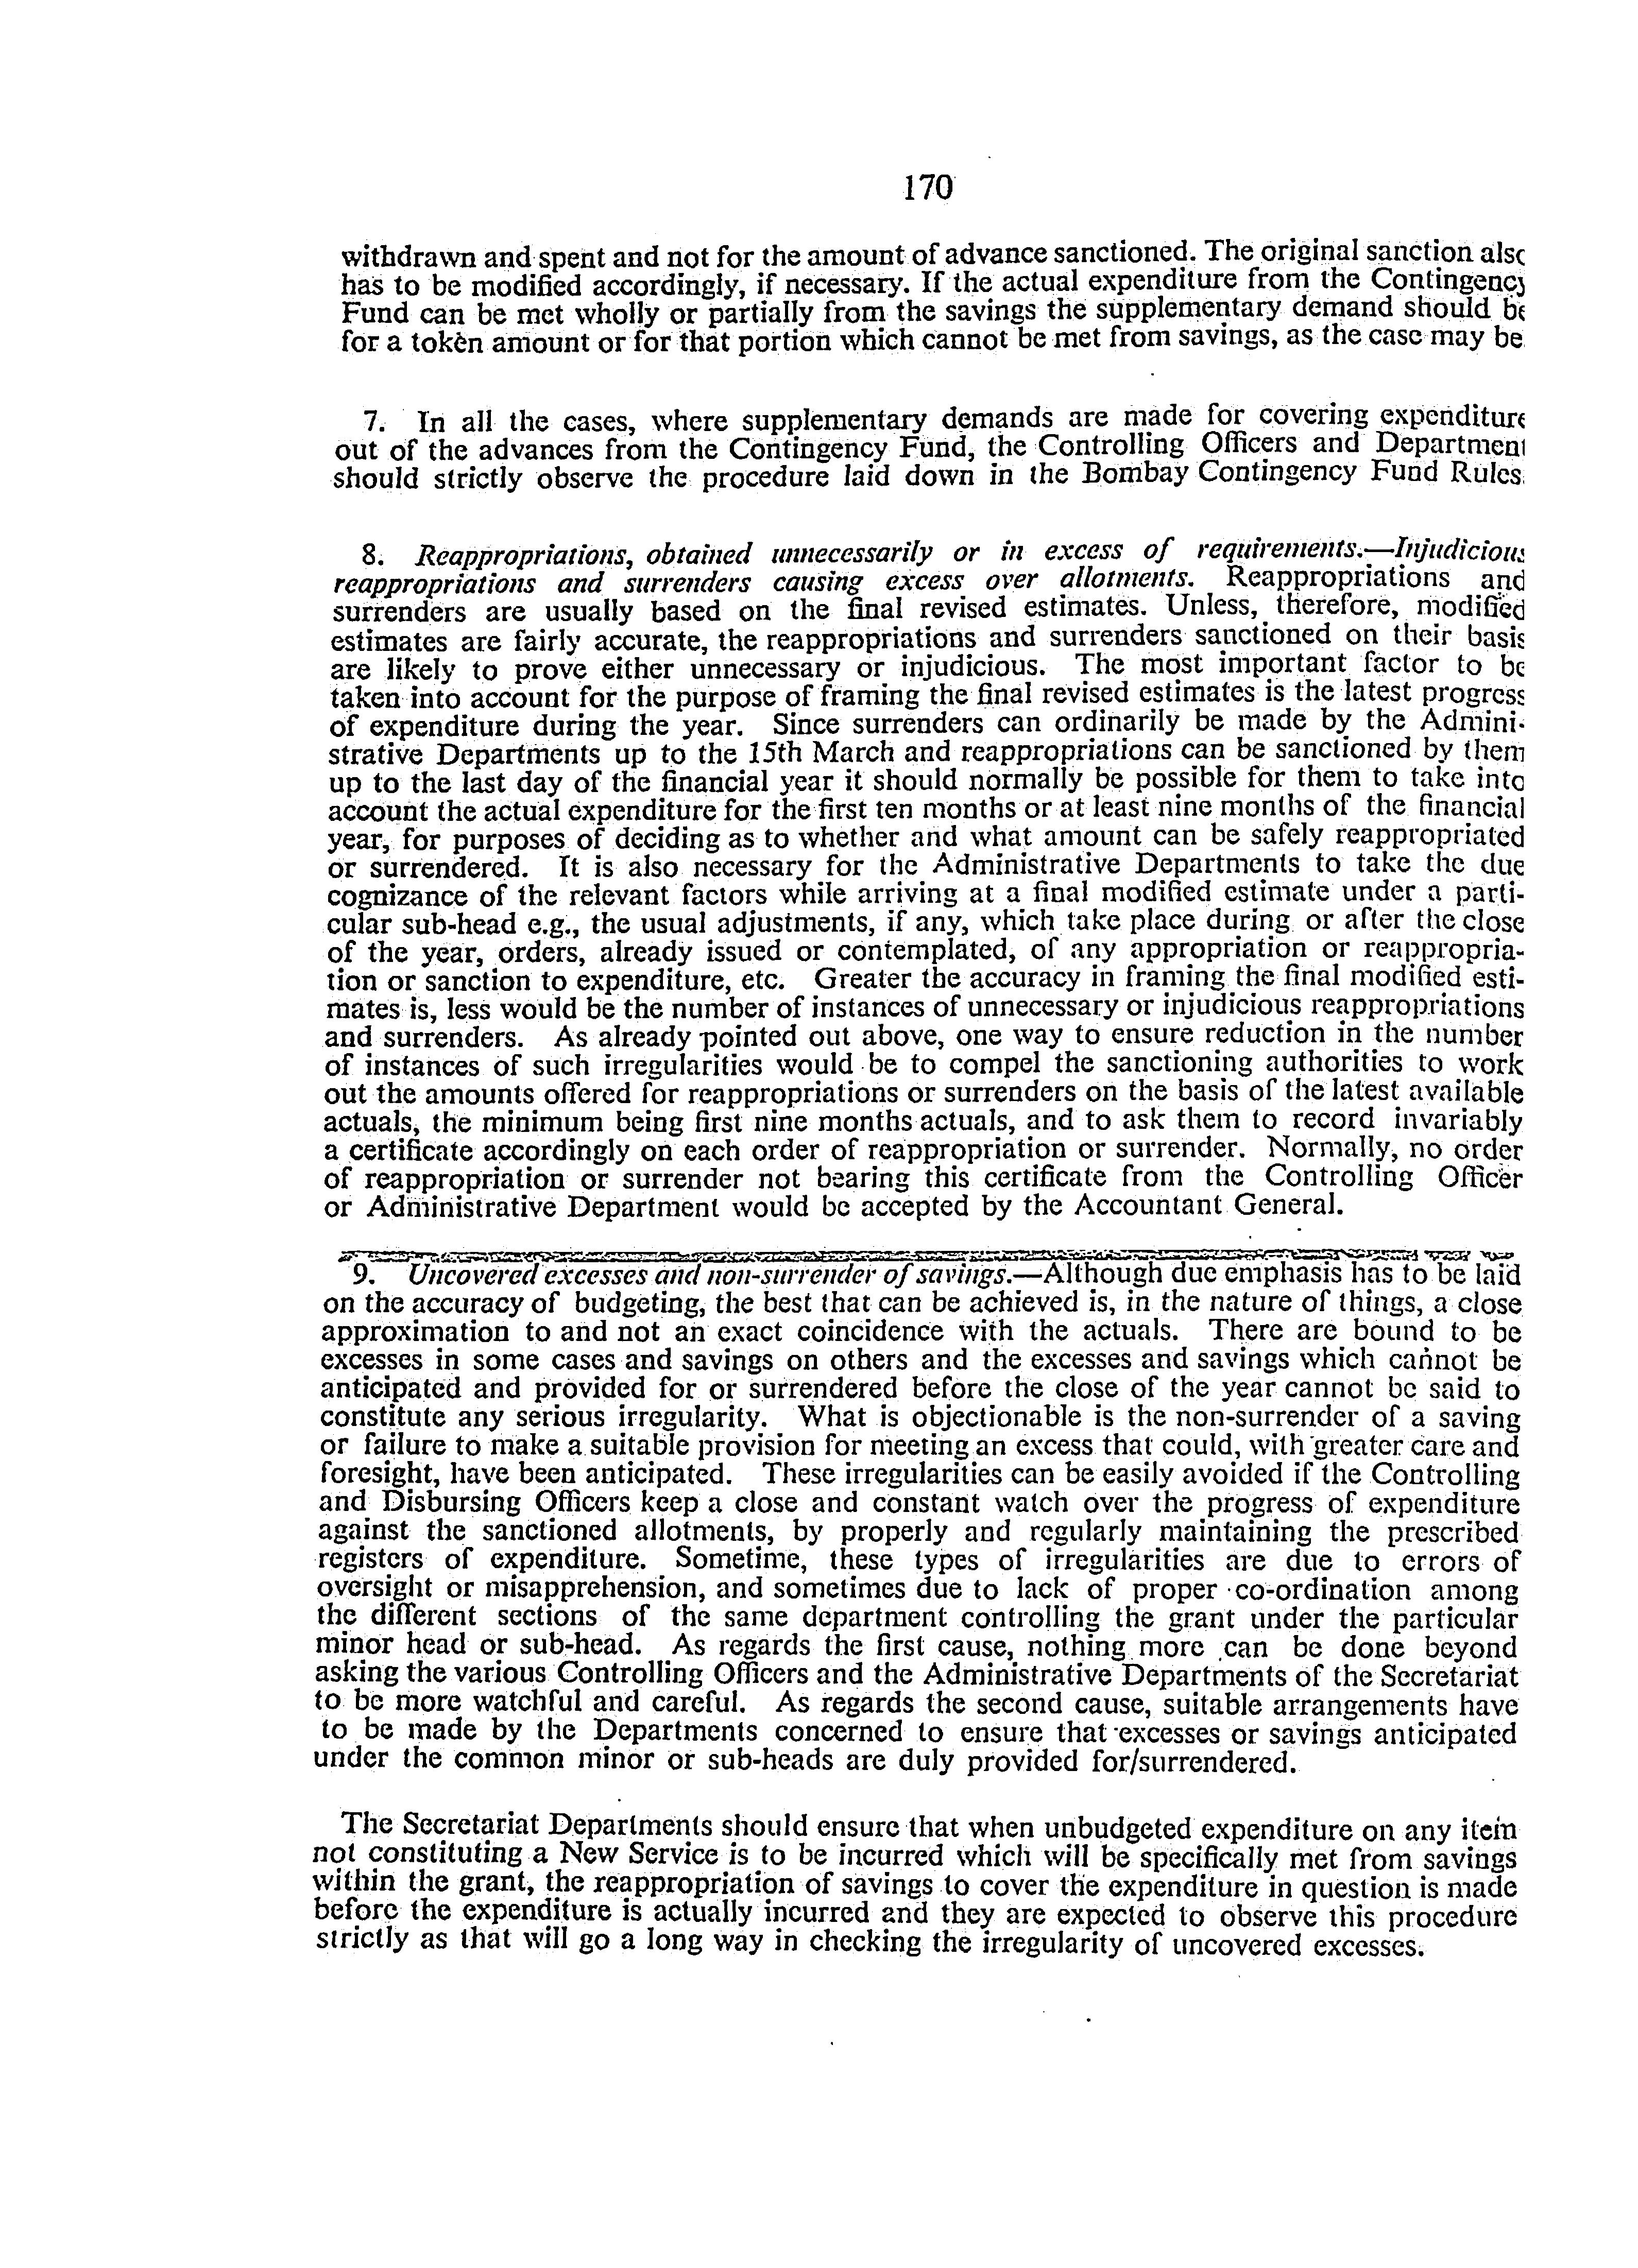 170
withdrawn and spent and not for the amount of advance sanctioned. The original sanction alsc
has to be modified accordingly, if necessary. If the actual expenditure from the Contingency
Fund can be met wholly or partially from the savings the supplementary demand should be
for a token amount or for that portion which cannot be met from savings, as the case may be
7. In all the cases, where supplementary demands are made for covering expenditure
out of the advances from the Contingency Fund, the Controlling Officers and Department
should strictly observe the procedure laid down in the Bombay Contingency Fund Rules.
8. Reappropriations, obtained unnecessarily or in excess of requirements.—Injudicious
reappropriations and surrenders causing excess over allotments. Reappropriations and
surrenders are usually based on the final revised estimates. Unless, therefore, modified
estimates are fairly accurate, the reappropriations and surrenders sanctioned on their basis
are likely to prove either unnecessary or injudicious. The most important factor to be
taken into account for the purpose of framing the final revised estimates is the latest progress
of expenditure during the year. Since surrenders can ordinarily be made by the Admini-
strative Departments up to the 15th March and reappropriations can be sanctioned by them
up to the last day of the financial year it should normally be possible for them to take into
account the actual expenditure for the first ten months or at least nine months of the financial
year, for purposes of deciding as to whether and what amount can be safely reappropriated
or surrendered. It is also necessary for the Administrative Departments to take the due
cognizance of the relevant factors while arriving at a final modified estimate under a parti-
cular sub-head e.g., the usual adjustments, if any, which take place during or after the close
of the year, orders, already issued or contemplated, of any appropriation or reappropria-
tion or sanction to expenditure, etc. Greater the accuracy in framing the final modified esti-
mates is, less would be the number of instances of unnecessary or injudicious reappropriations
and surrenders. As already pointed out above, one way to ensure reduction in the number
of instances of such irregularities would be to compel the sanctioning authorities to work
out the amounts offered for reappropriations or surrenders on the basis of the latest available
actuals, the minimum being first nine months actuals, and to ask them to record invariably
a certificate accordingly on each order of reappropriation or surrender. Normally, no order
of reappropriation or surrender not bearing this certificate from the Controlling Officer
or Administrative Department would be accepted by the Accountant General.
9. Uncovered excesses and non-surrender of savings.—Although due emphasis has to be laid
on the accuracy of budgeting, the best that can be achieved is, in the nature of things, a close
approximation to and not an exact coincidence with the actuals. There are bound to be
excesses in some cases and savings on others and the excesses and savings which cannot be
anticipated and provided for or surrendered before the close of the year cannot be said to
constitute any serious irregularity. What is objectionable is the non-surrender of a saving
or failure to make a suitable provision for meeting an excess that could, with greater care and
foresight, have been anticipated. These irregularities can be easily avoided if the Controlling
and Disbursing Officers keep a close and constant watch over the progress of expenditure
against the sanctioned allotments, by properly and regularly maintaining the prescribed
registers of expenditure. Sometime, these types of irregularities are due to errors of
oversight or misapprehension, and sometimes due to lack of proper co-ordination among
the different sections of the same department controlling the grant under the particular
minor head or sub-head. As regards the first cause, nothing more can be done beyond
asking the various Controlling Officers and the Administrative Departments of the Secretariat
to be more watchful and careful. As regards the second cause, suitable arrangements have
to be made by the Departments concerned to ensure that excesses or savings anticipated
under the common minor or sub-heads are duly provided for/surrendered.
The Secretariat Departments should ensure that when unbudgeted expenditure on any item
not constituting a New Service is to be incurred which will be specifically met from savings
within the grant, the reappropriation of savings to cover the expenditure in question is made
before the expenditure is actually incurred and they are expected to observe this procedure
strictly as that will go a long way in checking the irregularity of uncovered excesses.